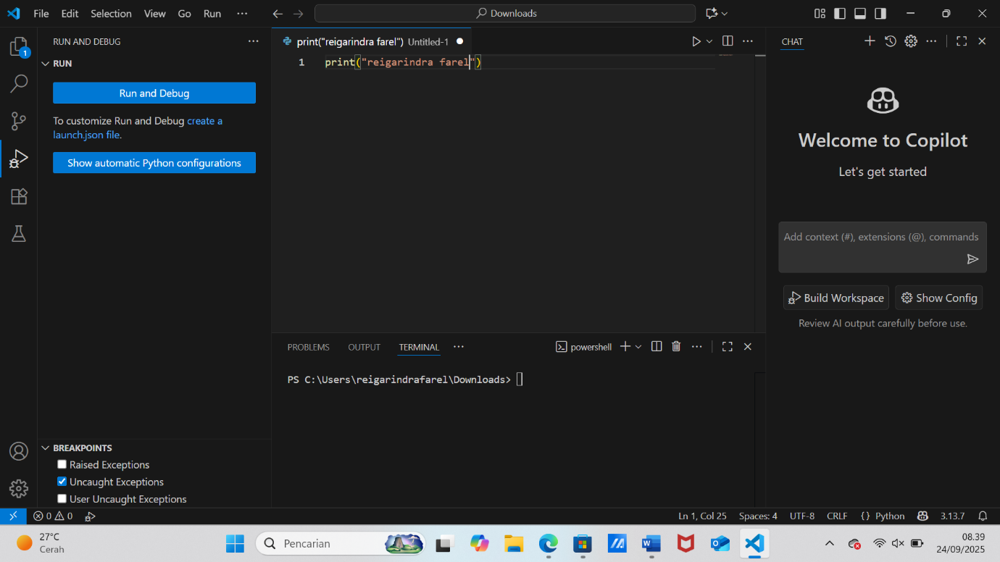 File Edit Selection View Go Run ··· Downloads
RUN AND DEBUG ···
RUN
Run and Debug
To customize Run and Debug create a
launch.json file.
Show automatic Python configurations
BREAKPOINTS
Raised Exceptions
Uncaught Exceptions
User Uncaught Exceptions
1
print("reigarindra farel") Untitled-1
1 print("reigarindra farel")
PROBLEMS OUTPUT TERMINAL ··· powershell
PS C:\Users\reigarindrafarel\Downloads>
CHAT
Welcome to Copilot
Let's get started
Add context (#), extensions (@), commands
Build Workspace Show Config
Review AI output carefully before use.
0 0 Ln 1, Col 25 Spaces: 4 UTF-8 CRLF {} Python 3.13.7
27°C
Cerah
Pencarian
08.39
24/09/2025